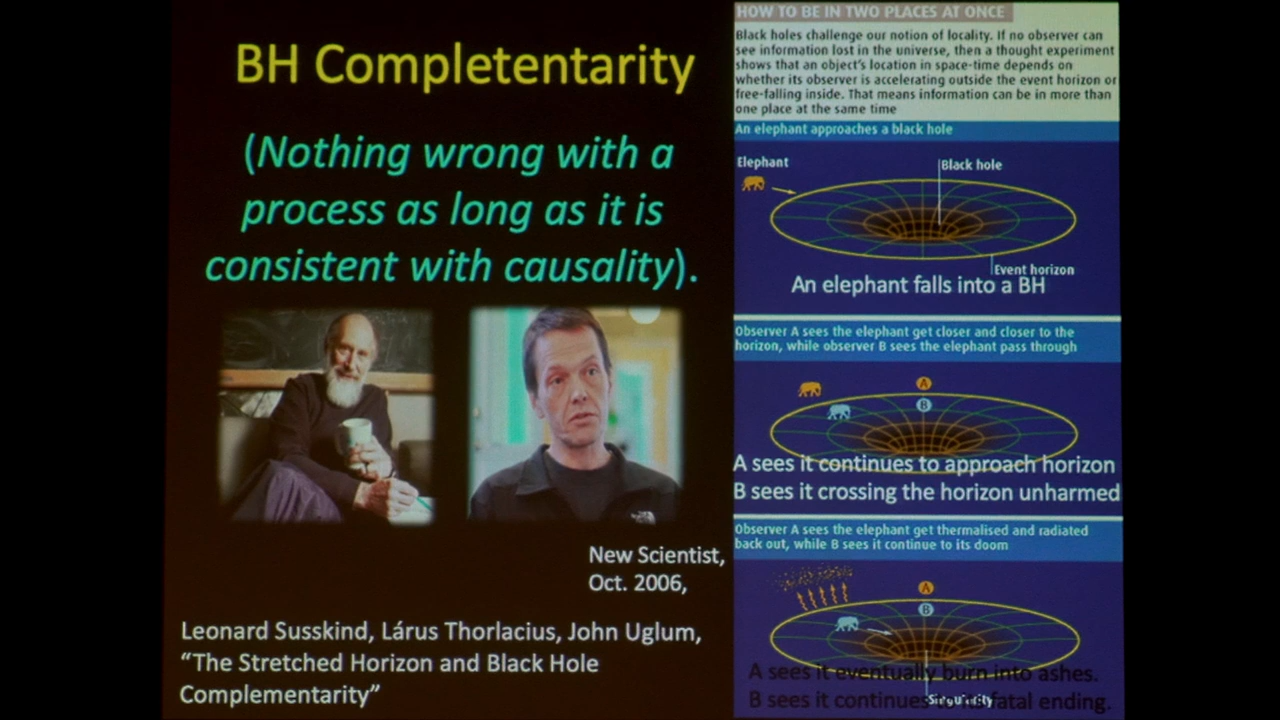 BH Completentarity
(Nothing wrong with a
process as long as it is
consistent with causality).
New Scientist,
Oct. 2006,
Leonard Susskind, Lárus Thorlacius, John Uglum,
“The Stretched Horizon and Black Hole
Complementarity”
HOW TO BE IN TWO PLACES AT ONCE
Black holes challenge our notion of locality. If no observer can
see information lost in the universe, then a thought experiment
shows that an object's location in space-time depends on
whether its observer is accelerating outside the event horizon or
free-falling inside. That means information can be in more than
one place at the same time
An elephant approaches a black hole
Elephant
Black hole
Event horizon
An elephant falls into a BH
Observer A sees the elephant get closer and closer to the
horizon, while observer B sees the elephant pass through
A
B
A sees it continues to approach horizon
B sees it crossing the horizon unharmed
Observer A sees the elephant get thermalised and radiated
back out, while B sees it continue to its doom
A
B
A sees it eventually burn into ashes.
B sees it continues to its fatal ending.
Singularity